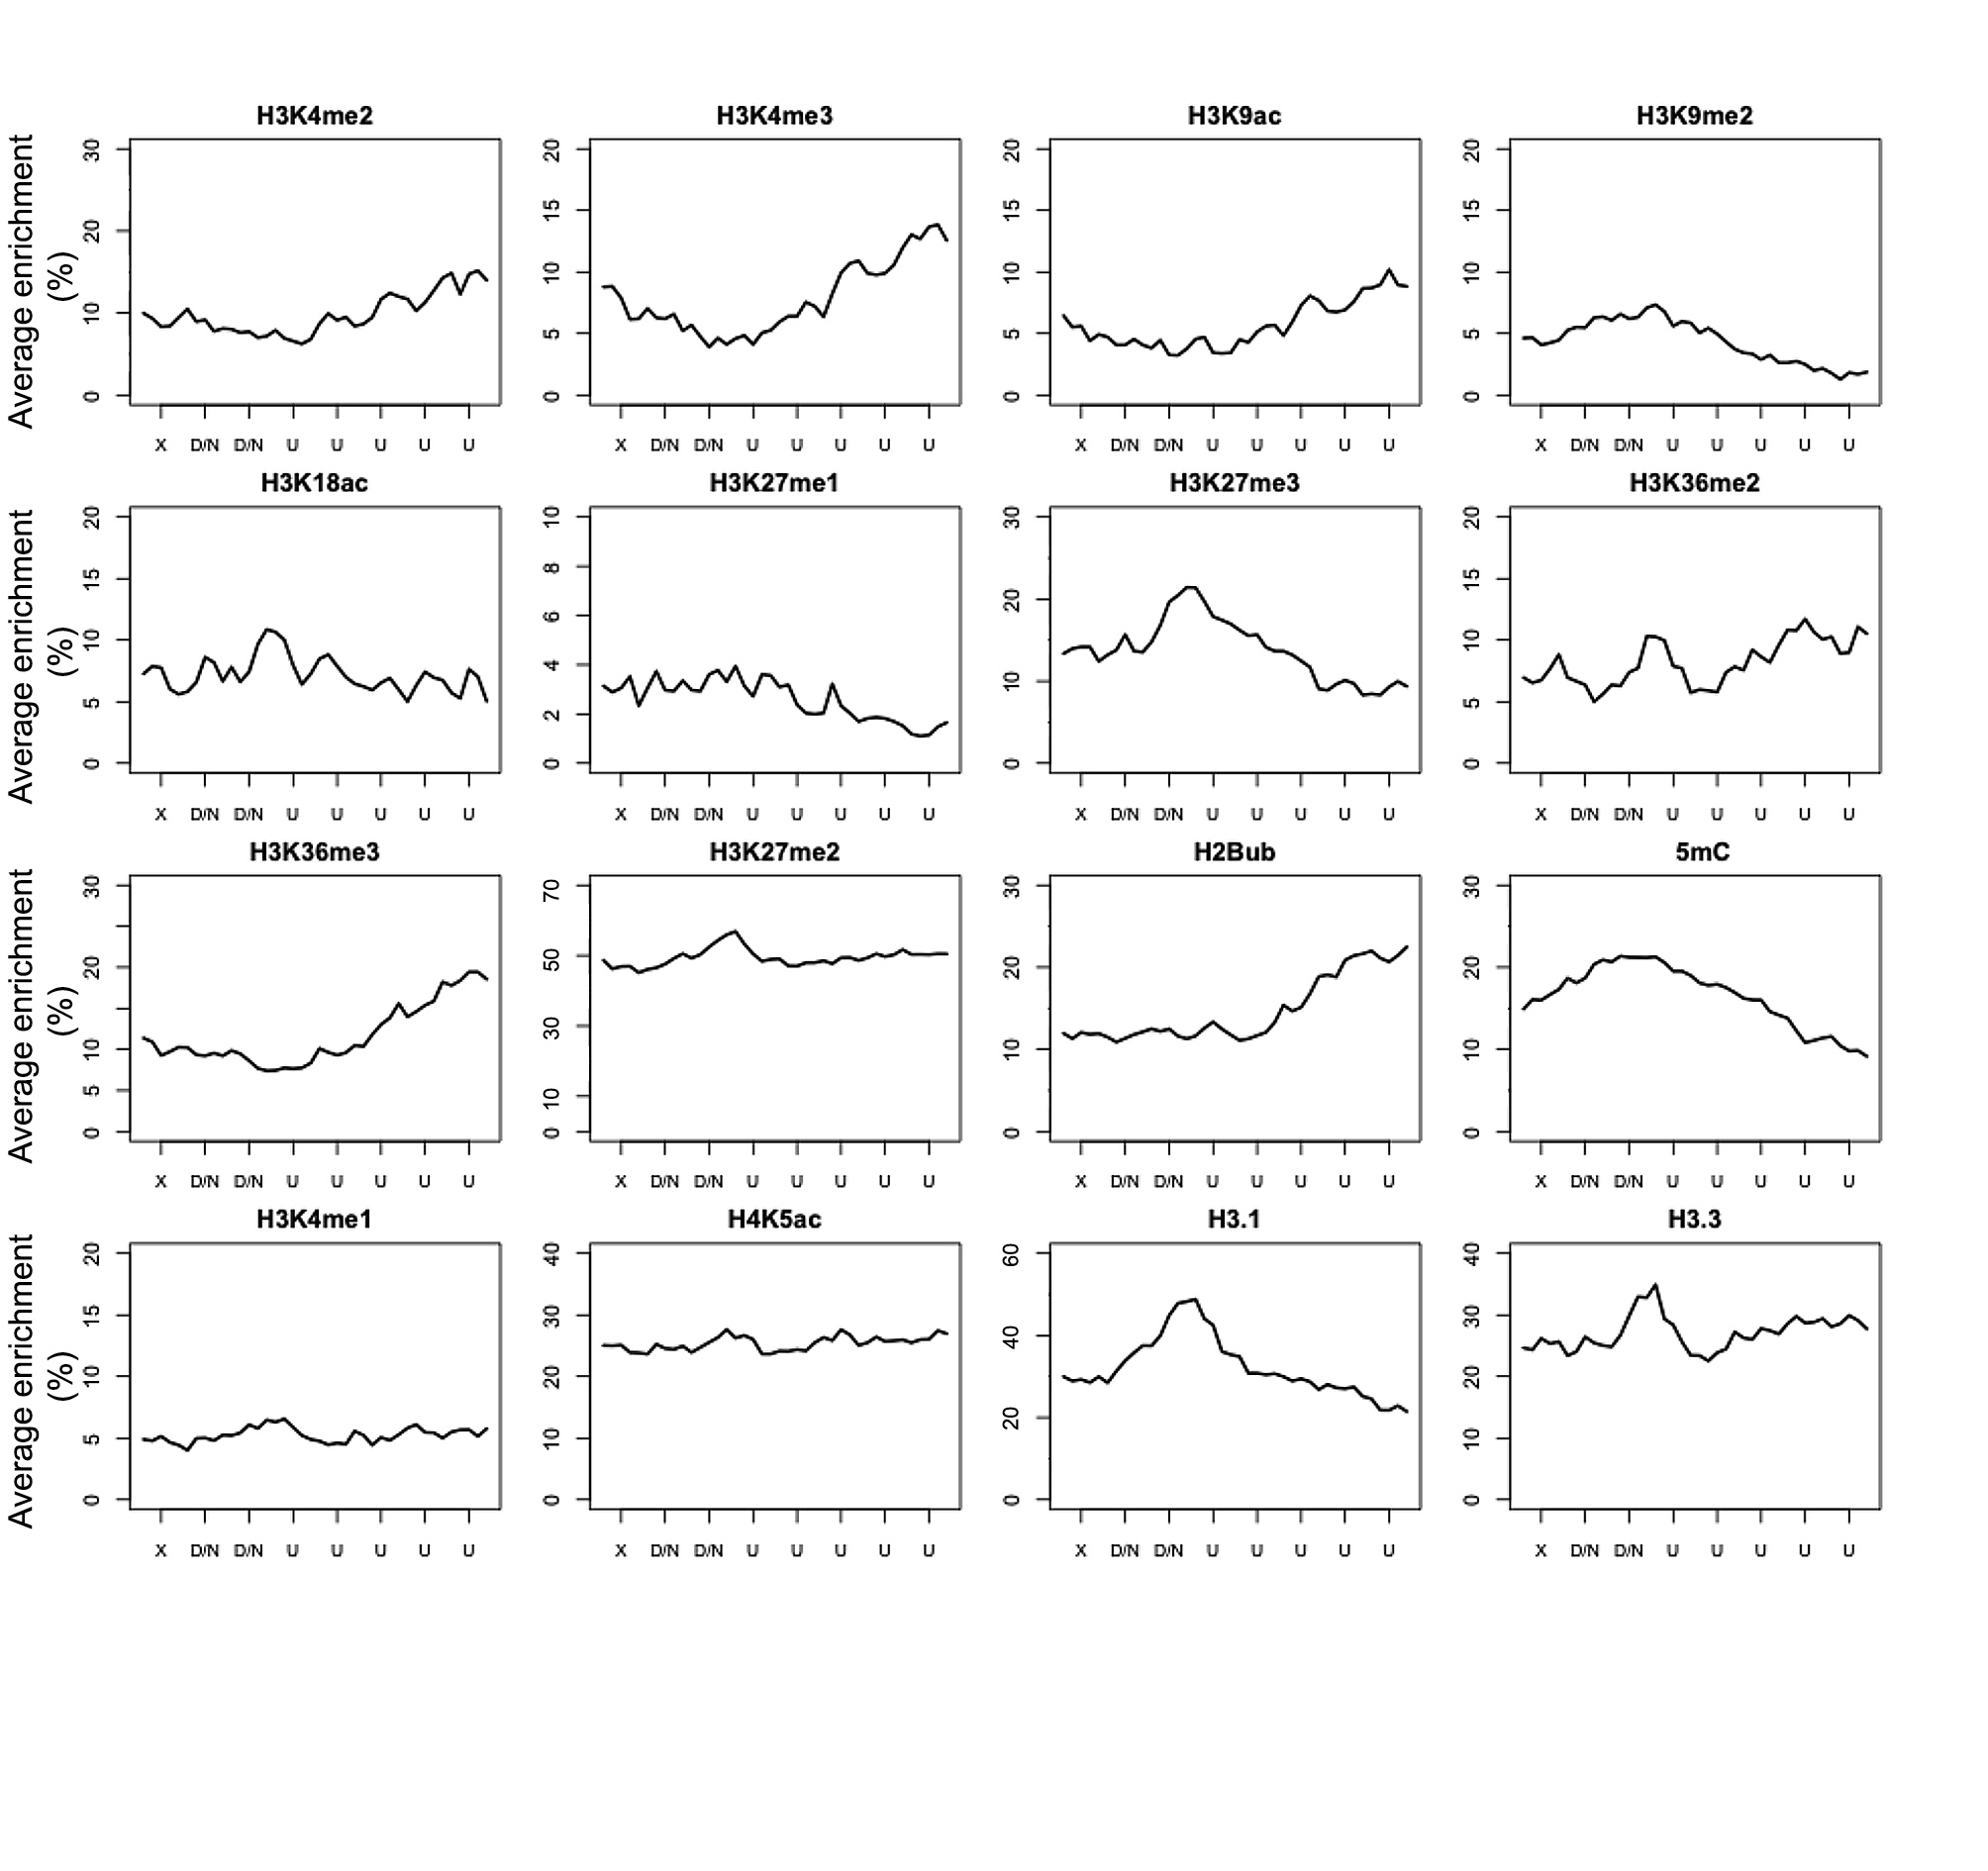 H3K4me2 H3K4me3 H3K9ac H3K9me2
Average enrichment
(%)
30 20 10 0
20 15 10 5 0
20 15 10 5 0
20 15 10 5 0
X D/N D/N U U U U U X D/N D/N U U U U U X D/N D/N U U U U U X D/N D/N U U U U U
H3K18ac H3K27me1 H3K27me3 H3K36me2
Average enrichment
(%)
20 15 10 5 0
10 8 6 4 2 0
30 20 10 0
20 15 10 5 0
X D/N D/N U U U U U X D/N D/N U U U U U X D/N D/N U U U U U X D/N D/N U U U U U
H3K36me3 H3K27me2 H2Bub 5mC
Average enrichment
(%)
30 20 10 5 0
70 50 30 10 0
30 20 10 0
30 20 10 0
X D/N D/N U U U U U X D/N D/N U U U U U X D/N D/N U U U U U X D/N D/N U U U U U
H3K4me1 H4K5ac H3.1 H3.3
Average enrichment
(%)
20 15 10 5 0
40 30 20 10 0
60 40 20 0
40 30 20 10 0
X D/N D/N U U U U U X D/N D/N U U U U U X D/N D/N U U U U U X D/N D/N U U U U U